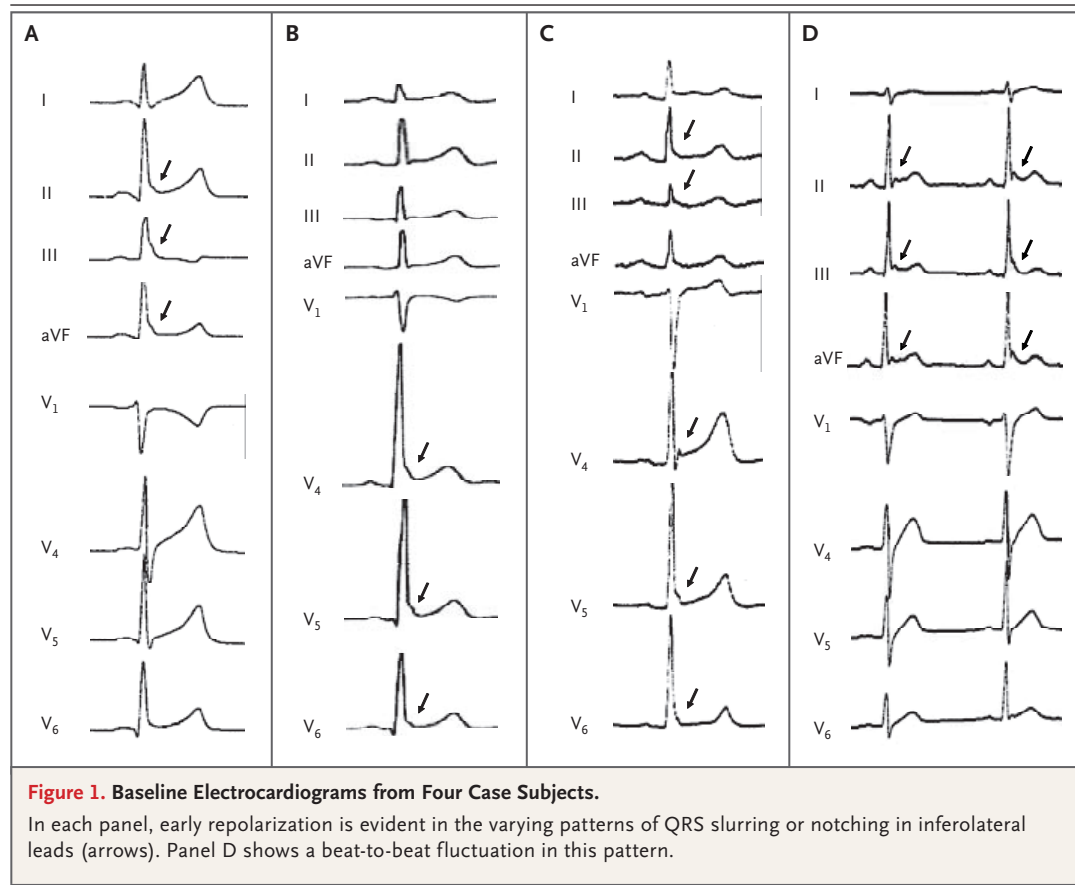 A
I
II
III
aVF
V1
V4
V5
V6
B
I
II
III
aVF
V1
V4
V5
V6
C
I
II
III
aVF
V1
V4
V5
V6
D
I
II
III
aVF
V1
V4
V5
V6
Figure 1. Baseline Electrocardiograms from Four Case Subjects.
In each panel, early repolarization is evident in the varying patterns of QRS slurring or notching in inferolateral
leads (arrows). Panel D shows a beat-to-beat fluctuation in this pattern.